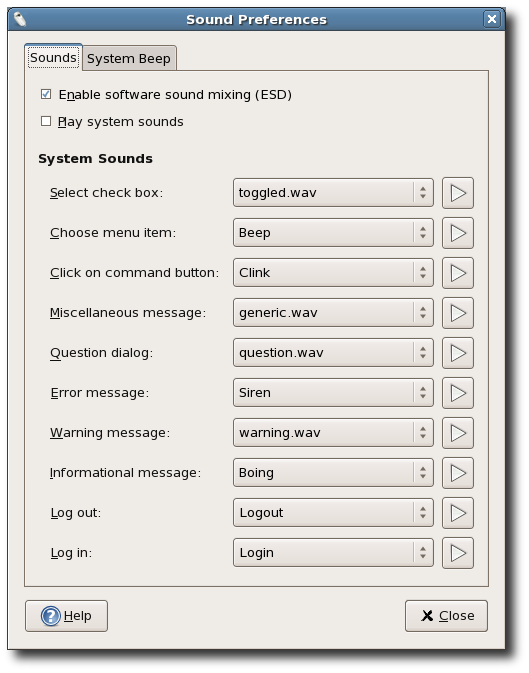 Sound Preferences
Sounds System Beep
Enable software sound mixing (ESD)
Play system sounds
System Sounds
Select check box: toggled.wav
Choose menu item: Beep
Click on command button: Clink
Miscellaneous message: generic.wav
Question dialog: question.wav
Error message: Siren
Warning message: warning.wav
Informational message: Boing
Log out: Logout
Log in: Login
Help Close